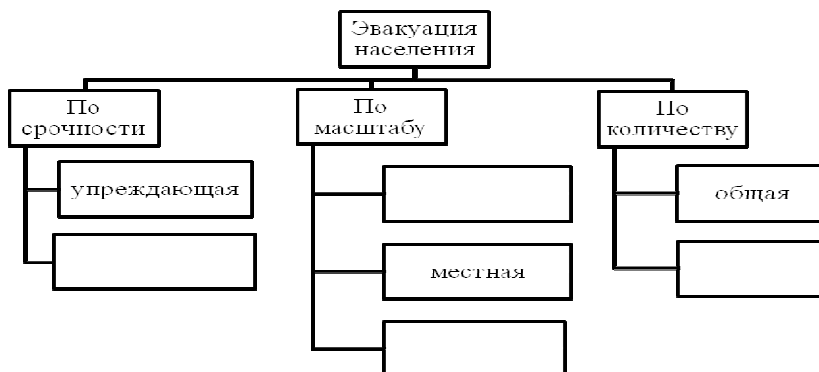 Эвакуация
населения
По
срочности
По
масштабу
По
количеству
упреждающая
общая
местная